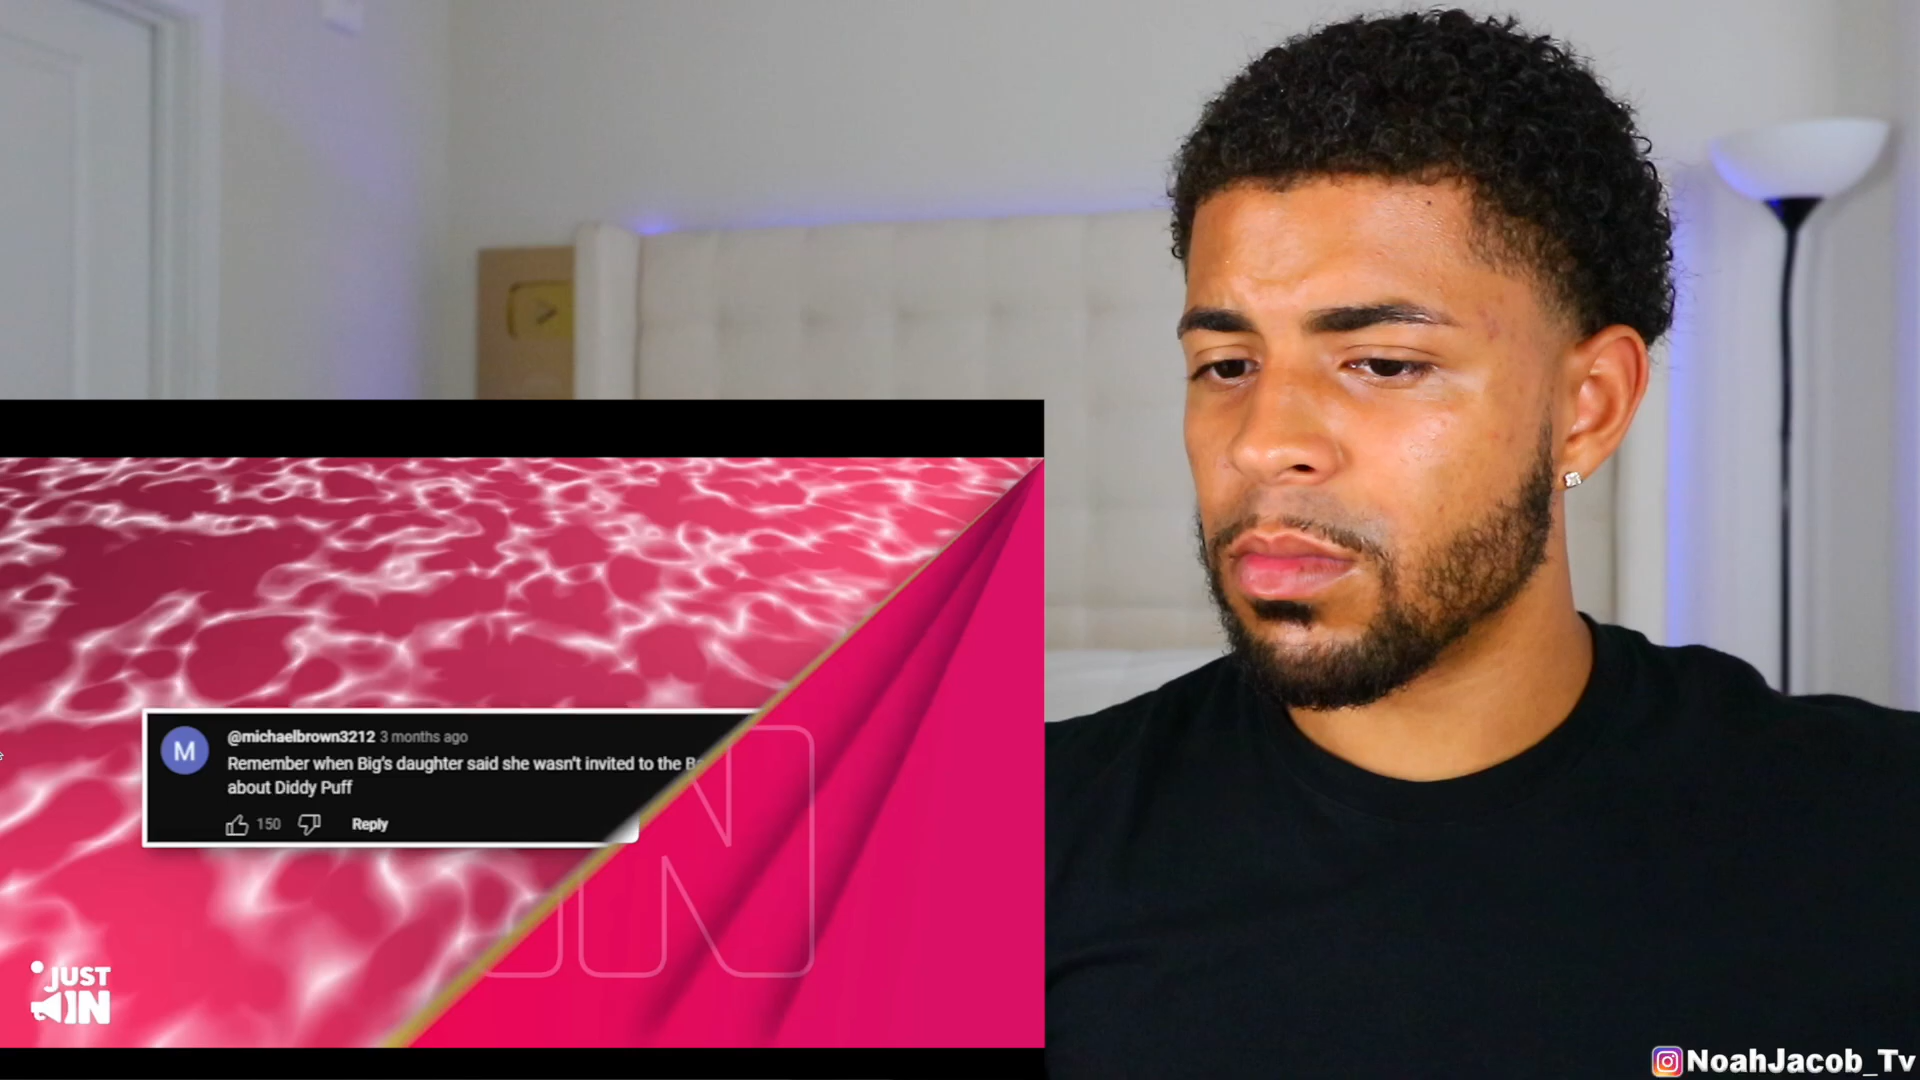 @michaelbrown3212 3 months ago
M
Remember when Big's daughter said she wasn't invited to the
about Diddy Puff
150
Reply
JUST
IN
IN
NoahJacob_Tv